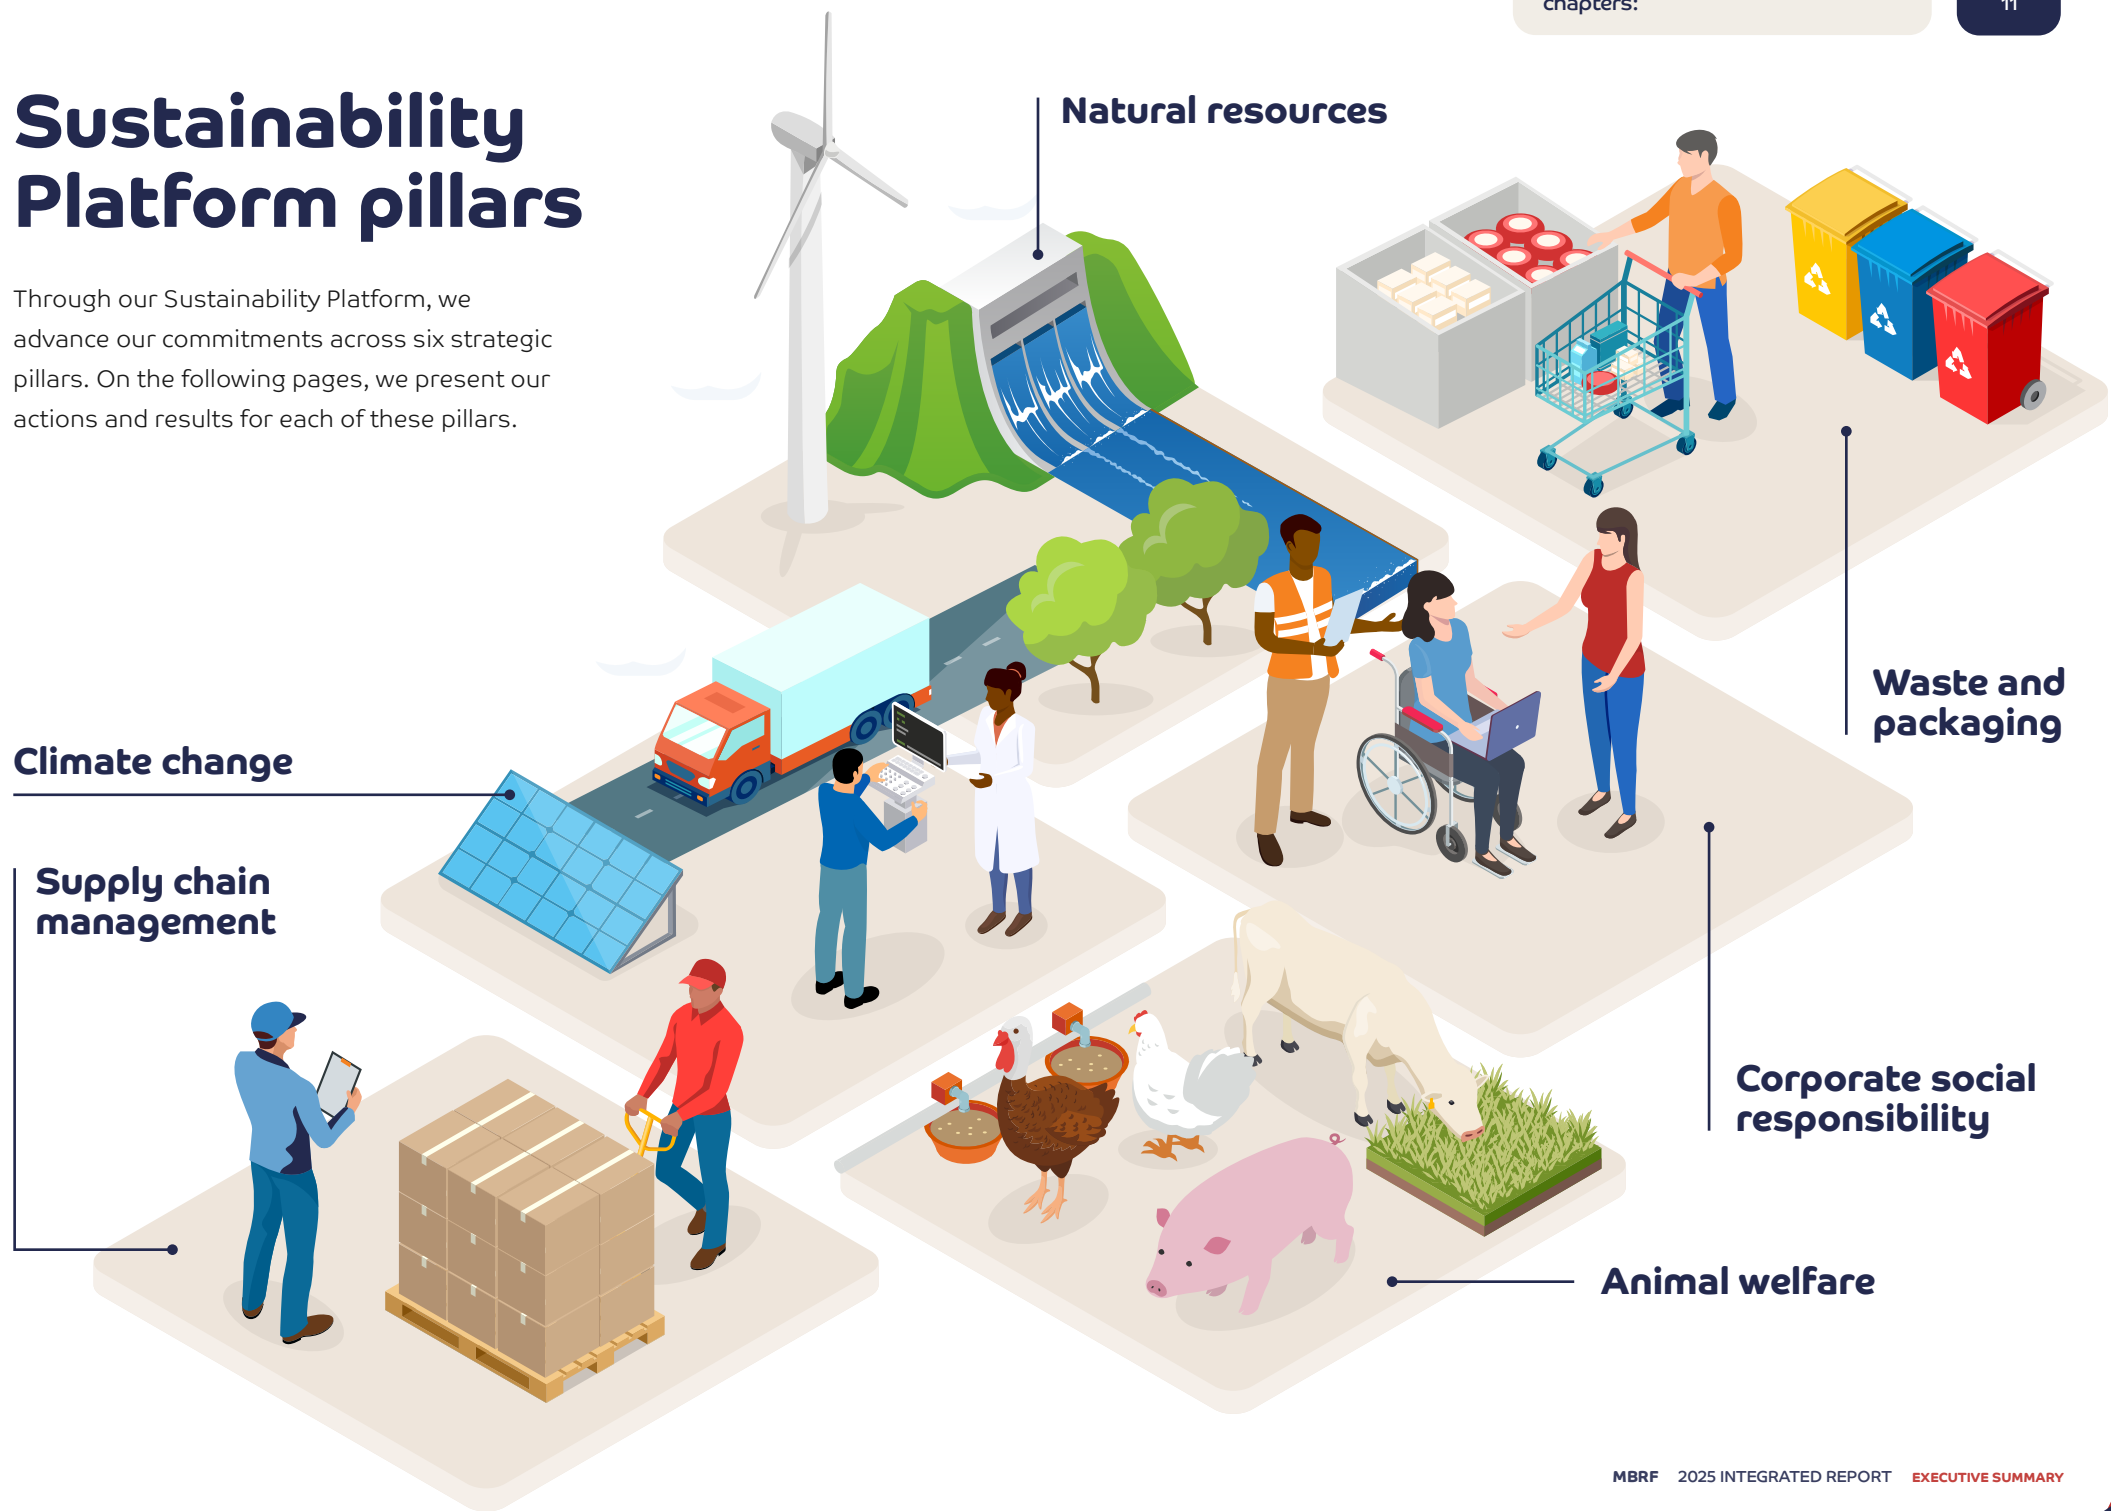 chapters:
11
Sustainability
Platform pillars
Through our Sustainability Platform, we
advance our commitments across six strategic
pillars. On the following pages, we present our
actions and results for each of these pillars.
Natural resources
Waste and
packaging
Climate change
Supply chain
management
Corporate social
responsibility
Animal welfare
MBRF 2025 INTEGRATED REPORT EXECUTIVE SUMMARY